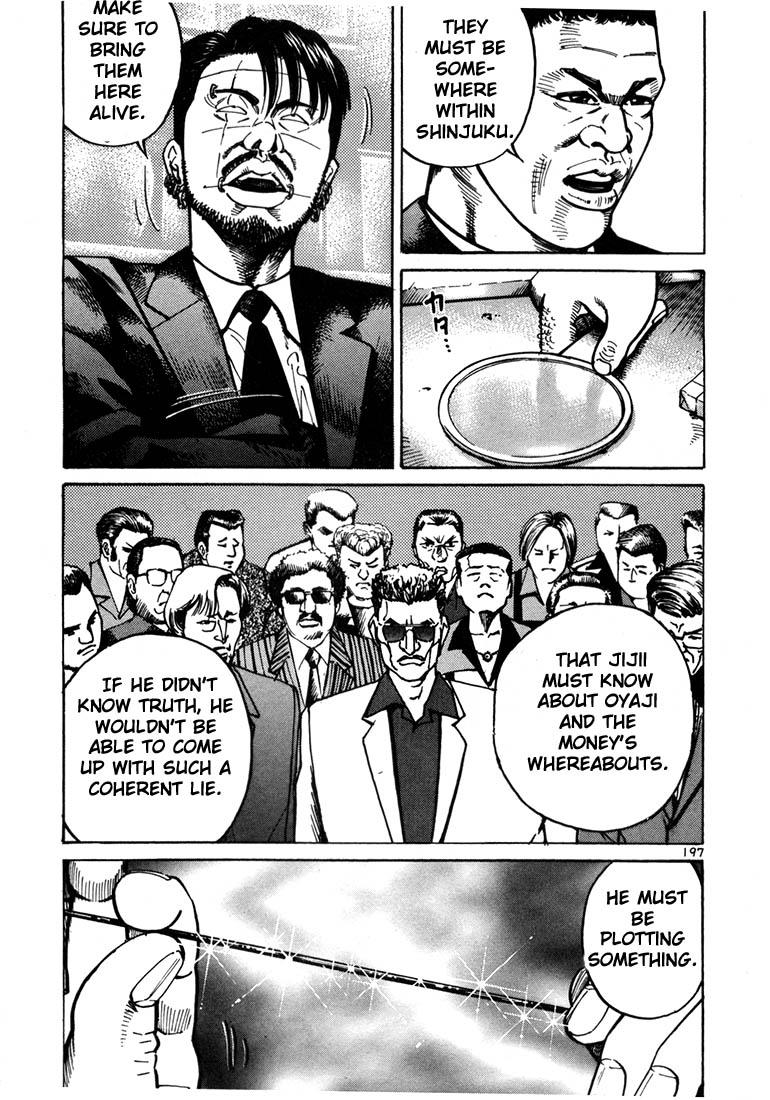 THEY
MUST BE
SOME-
WHERE
WITHIN
SHINJUKU.
MAKE
SURE TO
BRING
THEM
HERE
ALIVE.
カタ…
THAT JIJII
MUST KNOW
ABOUT OYAJI
AND THE
MONEY'S
WHEREABOUTS.
IF HE DIDN'T
KNOW TRUTH, HE
WOULDN'T BE
ABLE TO COME
UP WITH SUCH A
COHERENT LIE.
197
HE MUST
BE
PLOTTING
SOMETHING.